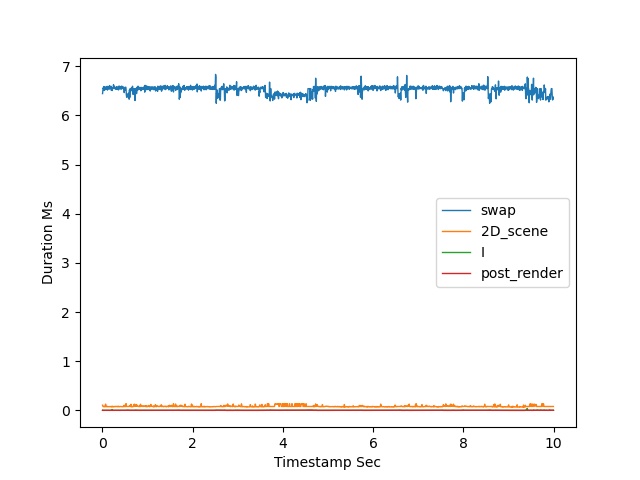 7
6
5
4
3
2
1
0
Duration Ms
swap
2D_scene
I
post_render
0
2
4
6
8
10
Timestamp Sec